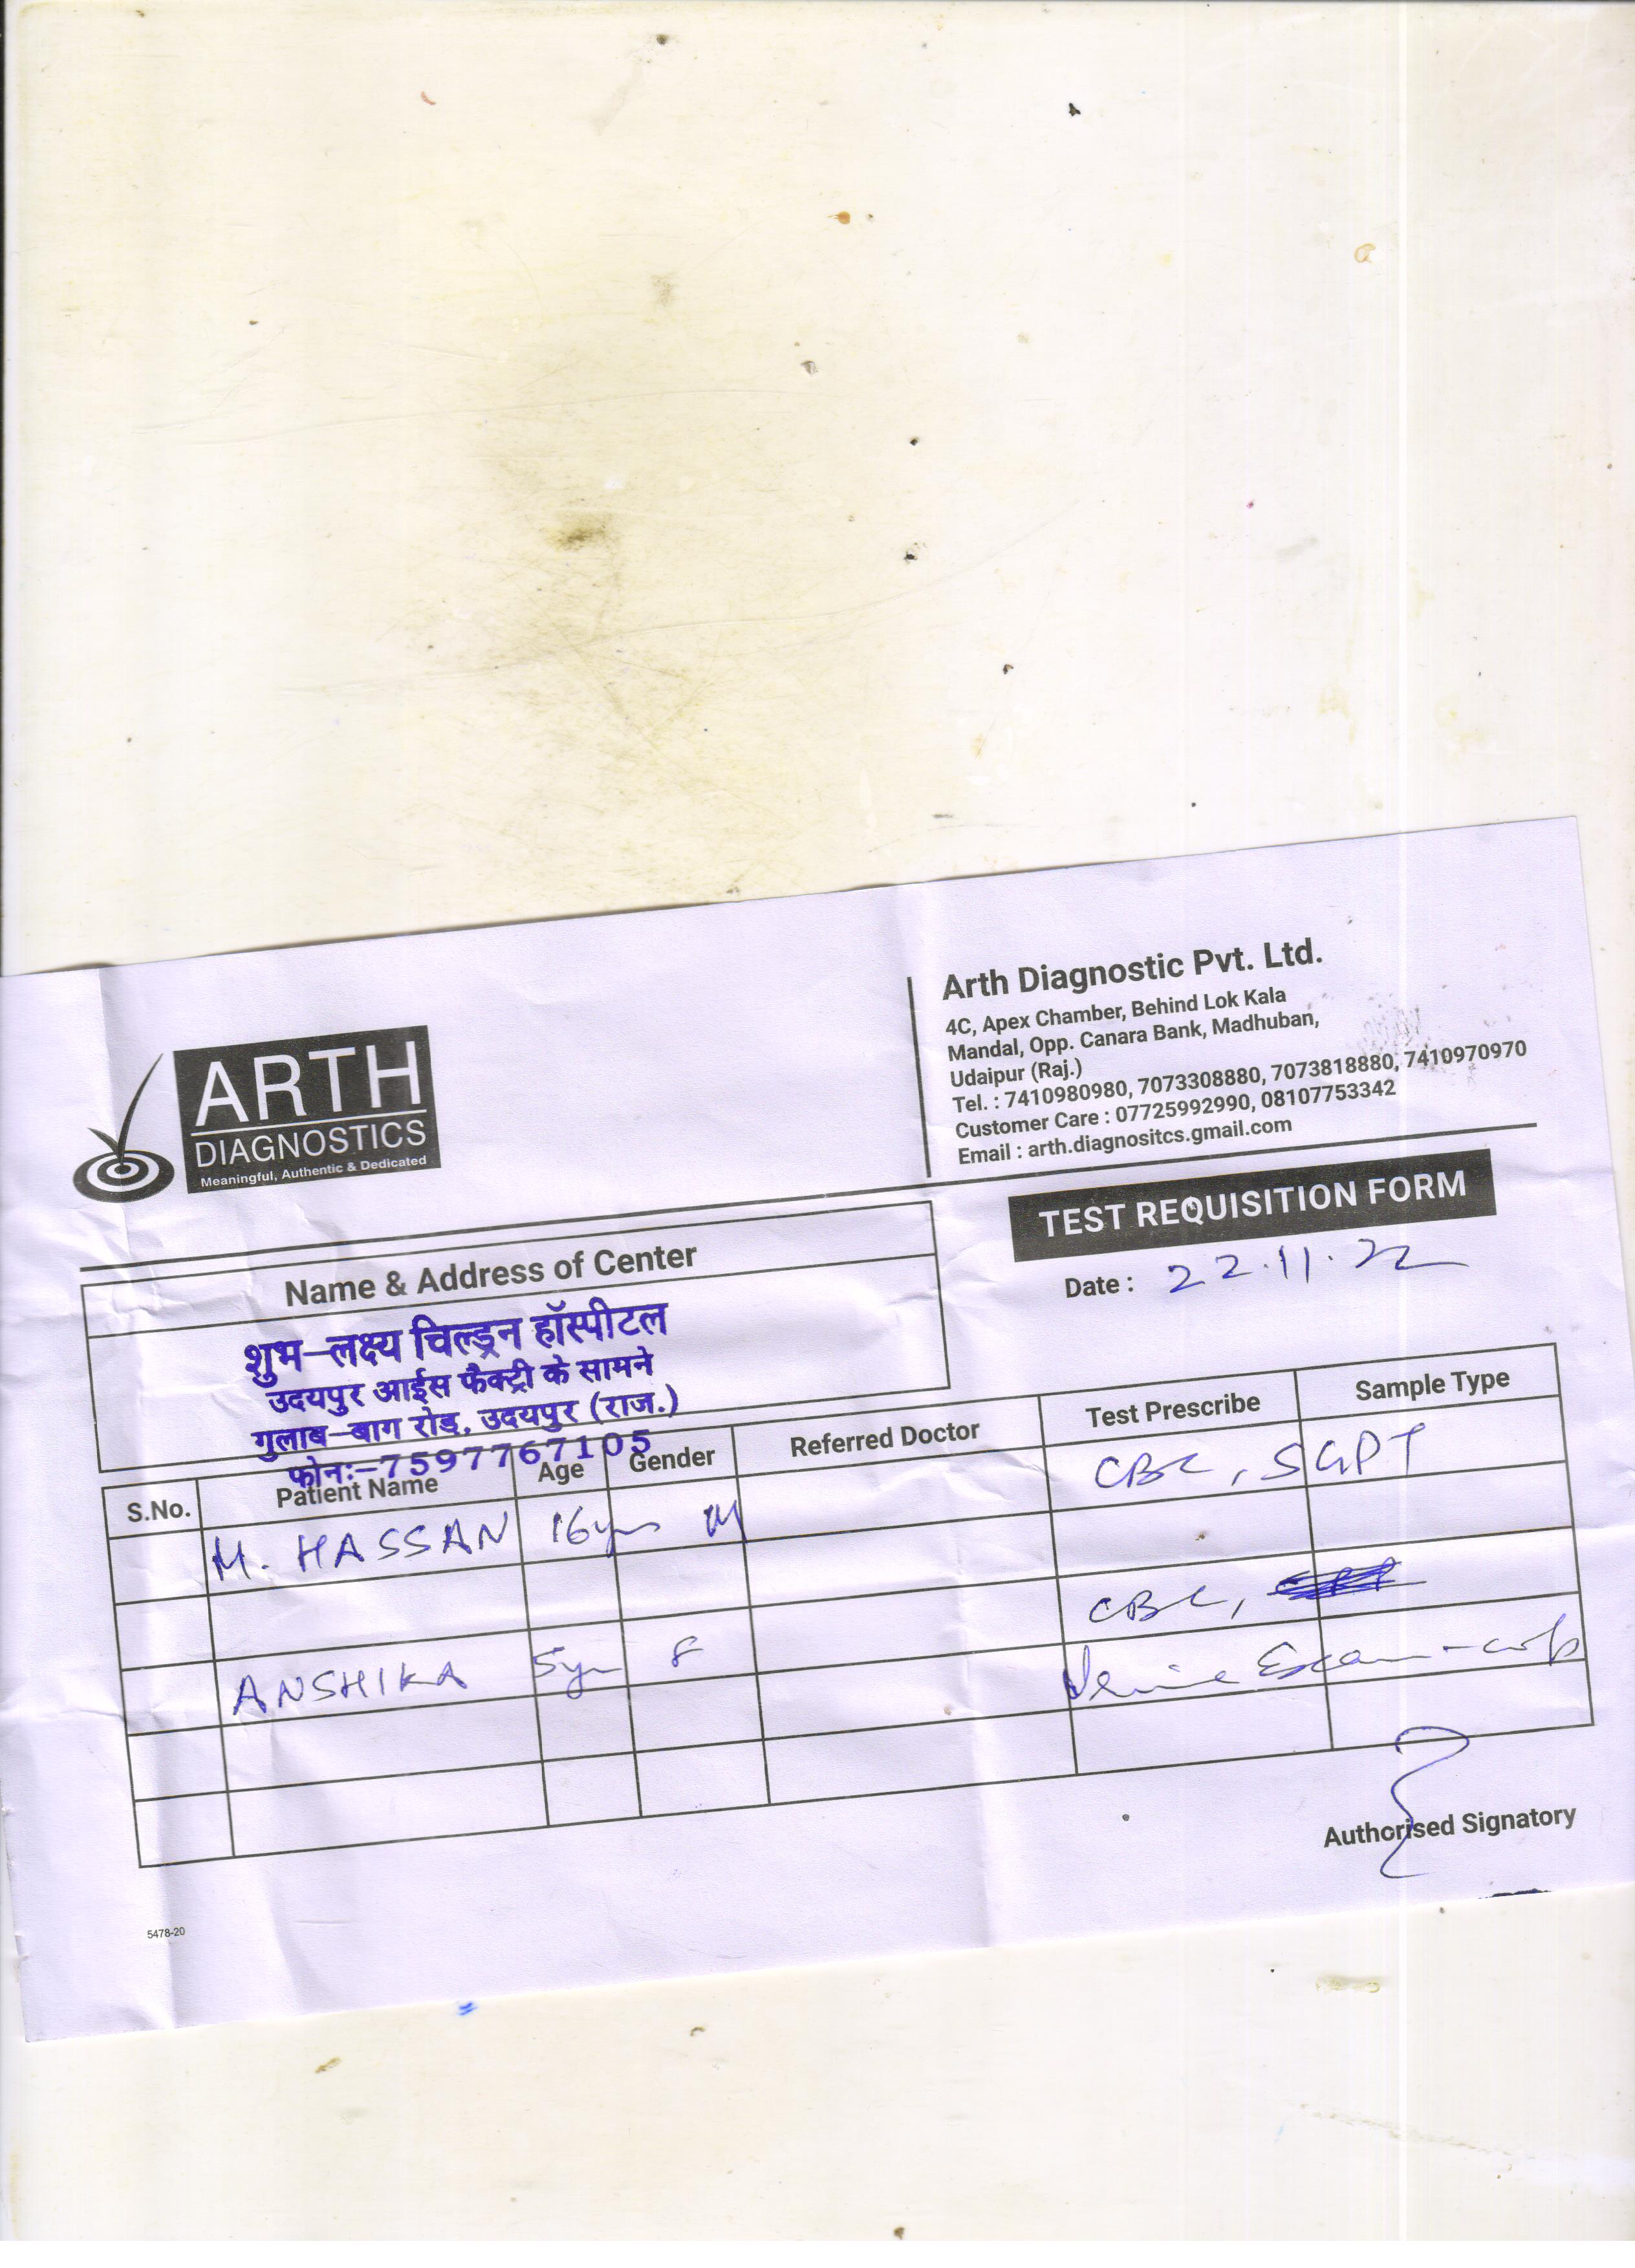 ARTH
DIAGNOSTICS
Meaningful, Authentic & Dedicated
Arth Diagnostic Pvt. Ltd.
4C, Apex Chamber, Behind Lok Kala
Mandal, Opp. Canara Bank, Madhuban,
Udaipur (Raj.)
Tel. : 7410980980, 7073308880, 7073818880, 7410970970
Customer Care : 07725992990, 08107753342
Email : arth.diagnositcs.gmail.com
TEST REQUISITION FORM
Date : 22.11.22
Name & Address of Center
शुभ-लक्ष्य चिल्ड्रन हॉस्पीटल
उदयपुर आईस फैक्ट्री के सामने
गुलाब-बाग रोड़, उदयपुर (राज.)
फोन:-7597767105
S.No. Patient Name Age Gender Referred Doctor Test Prescribe Sample Type
M. HASSAN 16yrs M CBC, SGPT
ANSHIKA 5yr F CBC,
Urine Exam -
Authorised Signatory
5478-20